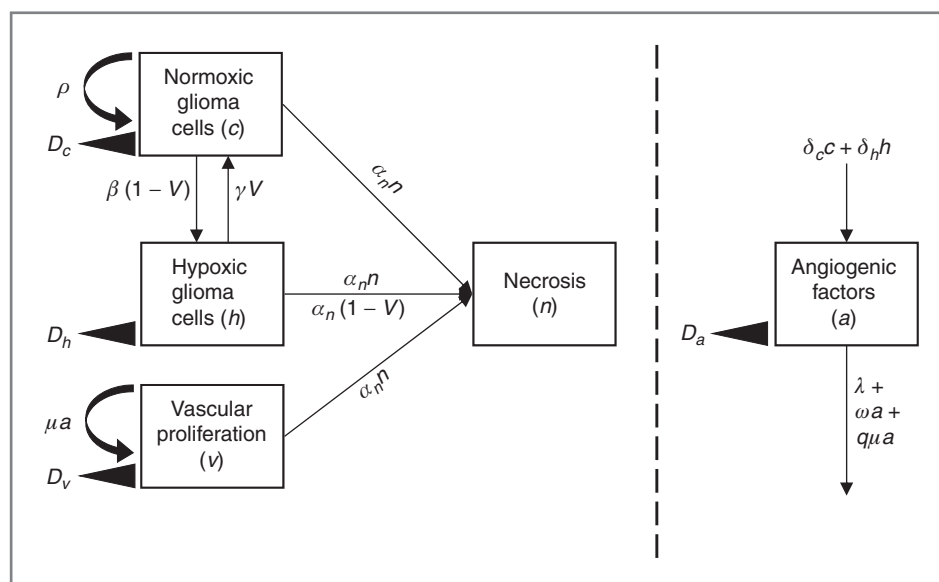 Normoxic
glioma
cells (c)
ρ
D_c
β (1 – V)
γV
α_n n
Hypoxic
glioma
cells (h)
D_h
α_n n
α_n (1 – V)
Necrosis
(n)
Vascular
proliferation
(v)
μa
D_v
α_n n
δ_c c + δ_h h
Angiogenic
factors
(a)
D_a
λ +
ωa +
qμa